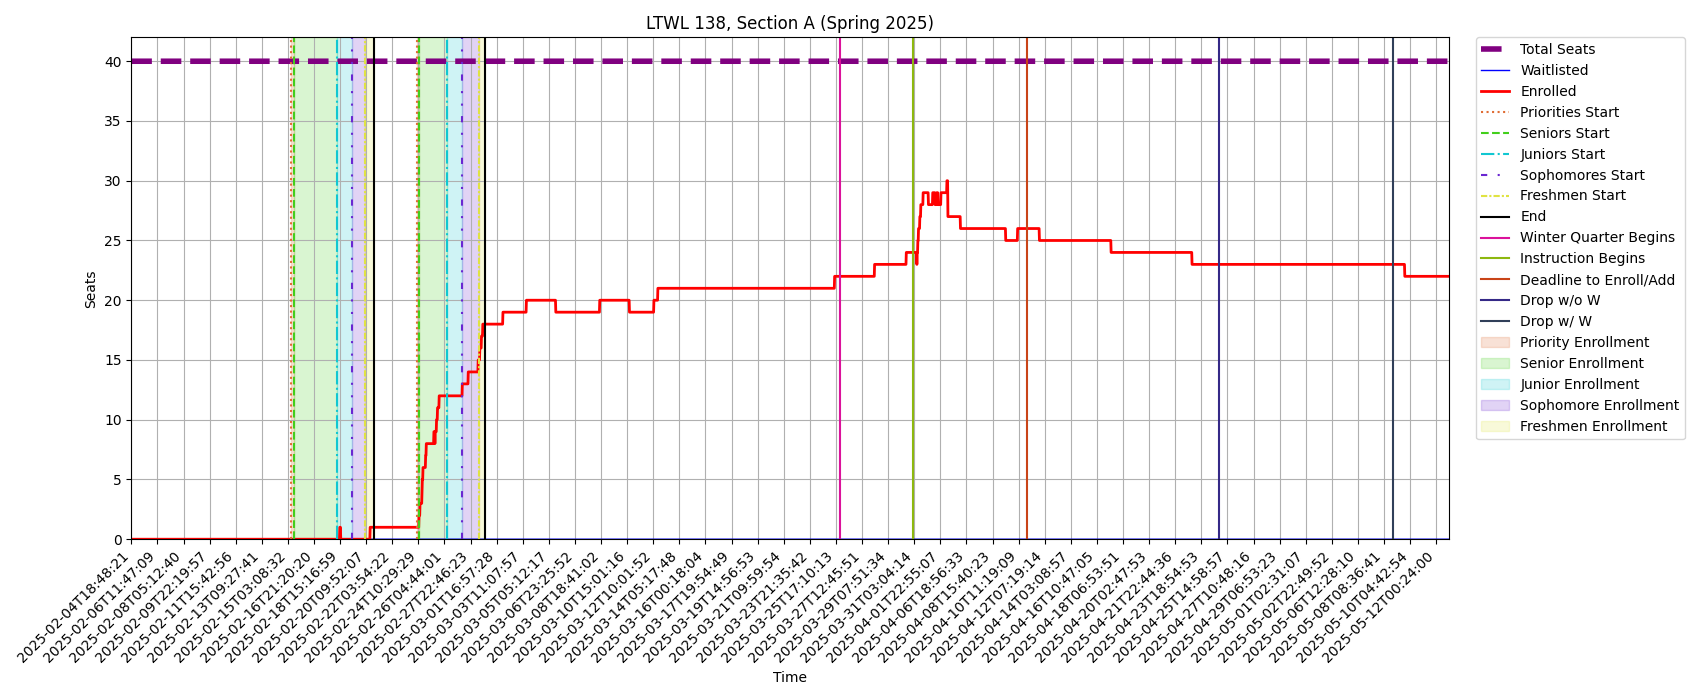 LTWL 138, Section A (Spring 2025)
Seats
40
35
30
25
20
15
10
5
0
2025-02-04T18:48:21
2025-02-06T11:47:09
2025-02-08T05:12:40
2025-02-09T22:19:57
2025-02-11T15:42:56
2025-02-13T09:27:41
2025-02-15T03:08:32
2025-02-16T21:20:20
2025-02-18T15:16:59
2025-02-20T09:52:07
2025-02-22T03:54:22
2025-02-24T10:29:29
2025-02-26T04:44:01
2025-02-27T22:46:23
2025-03-01T16:57:28
2025-03-03T11:07:57
2025-03-05T05:12:17
2025-03-06T23:25:52
2025-03-08T18:41:02
2025-03-10T15:01:16
2025-03-12T10:01:52
2025-03-14T05:17:48
2025-03-16T00:18:04
2025-03-17T19:54:49
2025-03-19T14:56:53
2025-03-21T09:59:54
2025-03-23T21:35:42
2025-03-25T17:10:13
2025-03-27T12:45:51
2025-03-29T07:51:34
2025-03-31T03:04:14
2025-04-01T22:55:07
2025-04-06T18:56:33
2025-04-08T15:40:23
2025-04-10T11:19:09
2025-04-12T07:19:14
2025-04-14T03:08:57
2025-04-16T10:47:05
2025-04-18T06:53:51
2025-04-20T02:47:53
2025-04-21T22:44:36
2025-04-23T18:54:53
2025-04-25T14:58:57
2025-04-27T10:48:16
2025-04-29T06:53:23
2025-05-01T02:31:07
2025-05-02T22:49:52
2025-05-06T12:28:10
2025-05-08T08:36:41
2025-05-10T04:42:54
2025-05-12T00:24:00
Time
Total Seats
Waitlisted
Enrolled
Priorities Start
Seniors Start
Juniors Start
Sophomores Start
Freshmen Start
End
Winter Quarter Begins
Instruction Begins
Deadline to Enroll/Add
Drop w/o W
Drop w/ W
Priority Enrollment
Senior Enrollment
Junior Enrollment
Sophomore Enrollment
Freshmen Enrollment